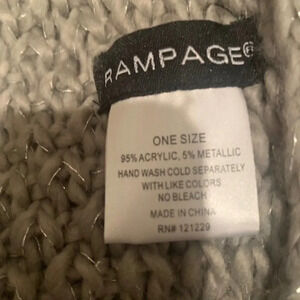 RAMPAGE®
ONE SIZE
95% ACRYLIC, 5% METALLIC
HAND WASH COLD SEPARATELY
WITH LIKE COLORS
NO BLEACH
MADE IN CHINA
RN# 121229